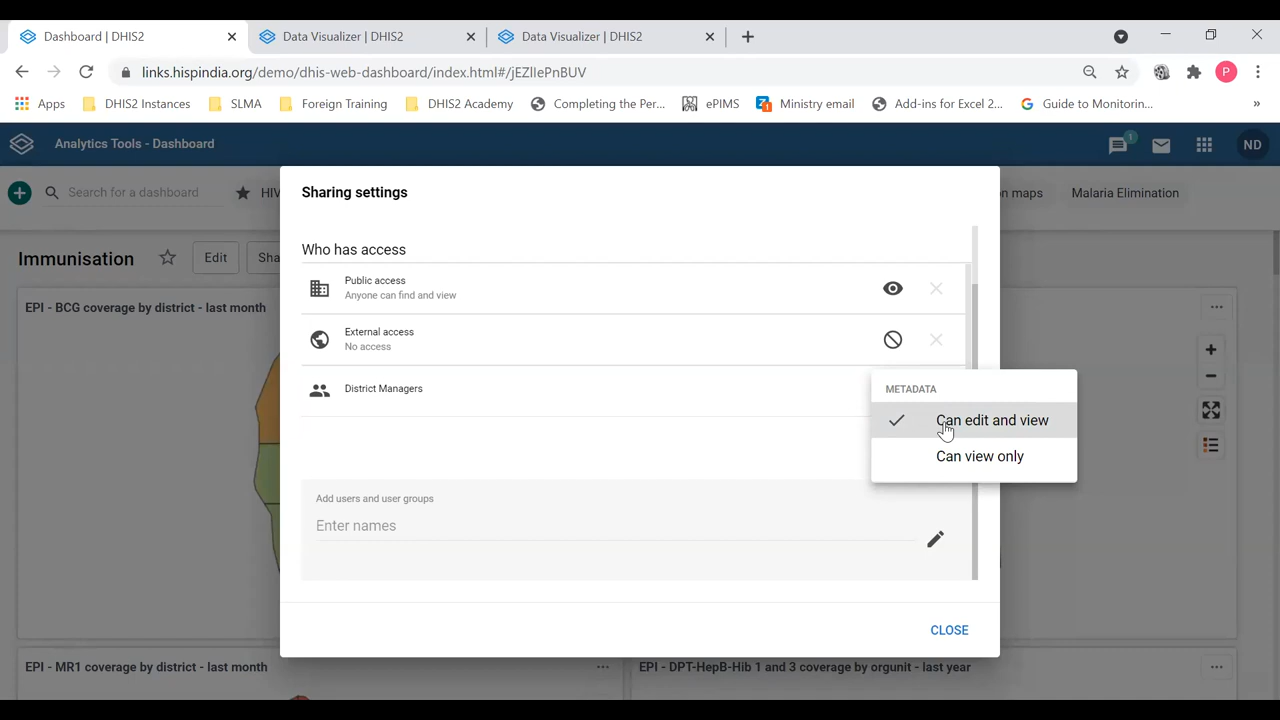 Dashboard | DHIS2
Data Visualizer | DHIS2
Data Visualizer | DHIS2
links.hispindia.org/demo/dhis-web-dashboard/index.html#/jEZIlePnBUV
P
Apps
DHIS2 Instances
SLMA
Foreign Training
DHIS2 Academy
Completing the Per...
ePIMS
Ministry email
Add-ins for Excel 2...
Guide to Monitorin...
»
Analytics Tools - Dashboard
1
ND
Search for a dashboard
HIV
n maps
Malaria Elimination
Immunisation
Edit
Sha
EPI - BCG coverage by district - last month
Sharing settings
Who has access
Public access
Anyone can find and view
External access
No access
District Managers
METADATA
Can edit and view
Can view only
Add users and user groups
Enter names
CLOSE
EPI - MR1 coverage by district - last month
EPI - DPT-HepB-Hib 1 and 3 coverage by orgunit - last year